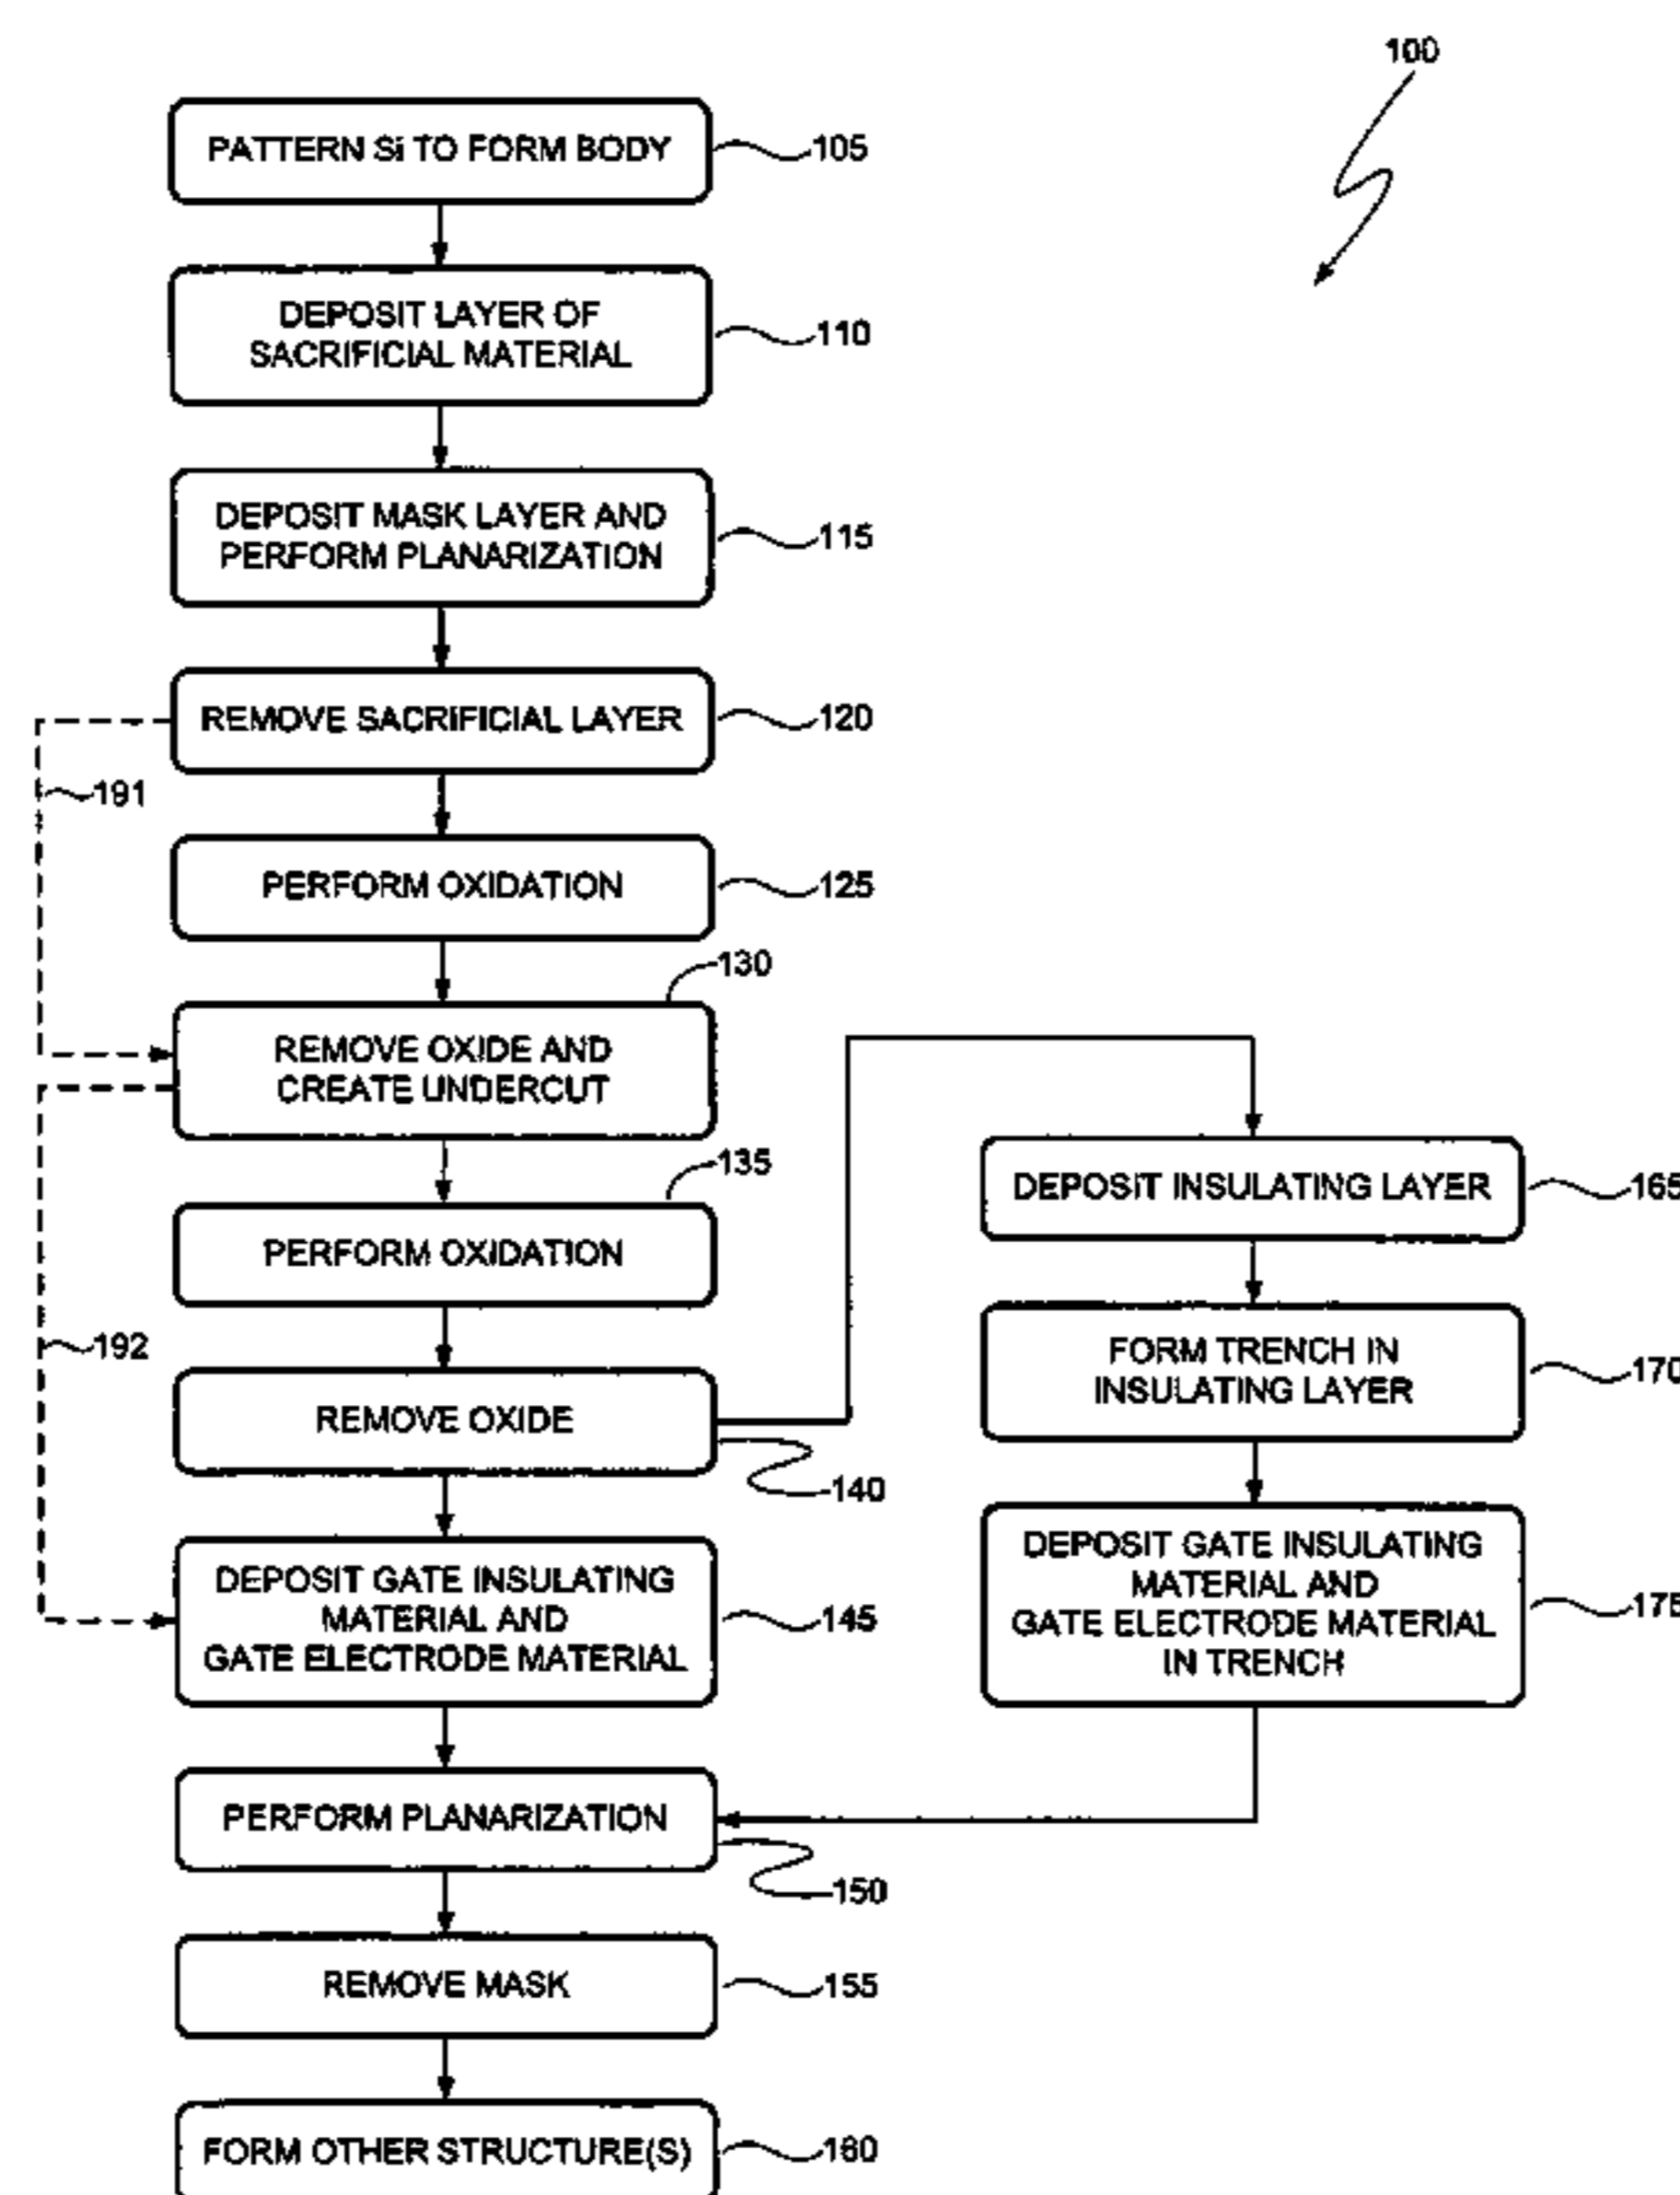 100
PATTERN Si TO FORM BODY
105
DEPOSIT LAYER OF
SACRIFICIAL MATERIAL
110
DEPOSIT MASK LAYER AND
PERFORM PLANARIZATION
115
REMOVE SACRIFICIAL LAYER
120
191
PERFORM OXIDATION
125
130
REMOVE OXIDE AND
CREATE UNDERCUT
135
PERFORM OXIDATION
192
REMOVE OXIDE
140
DEPOSIT GATE INSULATING
MATERIAL AND
GATE ELECTRODE MATERIAL
145
PERFORM PLANARIZATION
150
REMOVE MASK
155
FORM OTHER STRUCTURE(S)
160
DEPOSIT INSULATING LAYER
165
FORM TRENCH IN
INSULATING LAYER
170
DEPOSIT GATE INSULATING
MATERIAL AND
GATE ELECTRODE MATERIAL
IN TRENCH
175